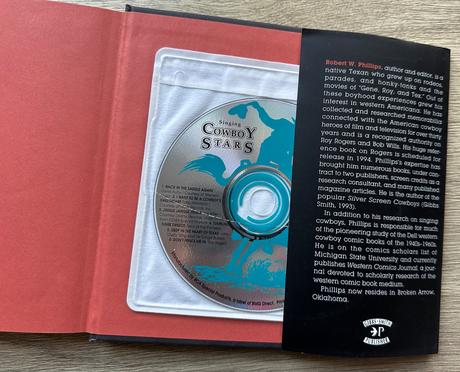 Singing
COWBOY
STARS
1. BACK IN THE SADDLE AGAIN
Robert W. Phillips, author and editor, is a
native Texan who grew up on rodeos,
parades, and honky-tonks and the
movies of "Gene, Roy, and Tex." Out of
these boyhood experiences grew his
interest in western Americana. He has
collected and researched memorabilia
connected with the American cowboy
heroes of film and television for over thirty
years and is a recognized authority on
Roy Rogers and Bob Wills. His huge refer-
ence book on Rogers is scheduled for
release in 1994. Phillips's expertise has
brought him numerous books, under con-
tract to two publishers, screen credits as a
research consultant, and many published
magazine articles. He is the author of the
popular Silver Screen Cowboys (Gibbs
Smith, 1993).
In addition to his research on singing
cowboys, Phillips is responsible for much
of the pioneering study of the Dell western
cowboy comic books of the 1940s-1960s.
He is on the comics scholars list of
Michigan State University and currently
publishes Western Comics Journal, a jour-
nal devoted to scholarly research of the
western comic book medium.
Phillips now resides in Broken Arrow,
Oklahoma.
GIBBS·SMITH
PUBLISHER